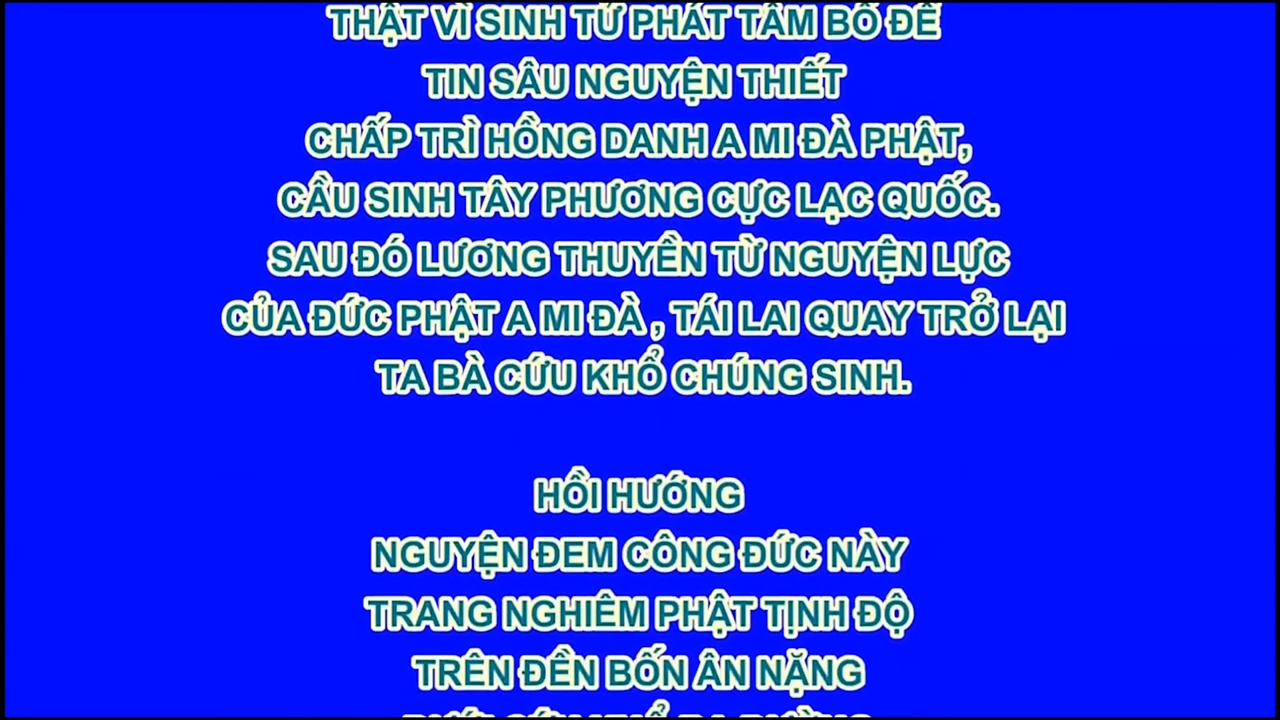 THẬT VÌ SINH TỬ PHÁT TÂM BỒ ĐỀ
TIN SÂU NGUYỆN THIẾT
CHẤP TRÌ HỒNG DANH A MI ĐÀ PHẬT,
CẦU SINH TÂY PHƯƠNG CỰC LẠC QUỐC.
SAU ĐÓ LƯƠNG THUYỀN TỪ NGUYỆN LỰC
CỦA ĐỨC PHẬT A MI ĐÀ , TÁI LAI QUAY TRỞ LẠI
TA BÀ CỨU KHỔ CHÚNG SINH.
HỒI HƯỚNG
NGUYỆN ĐEM CÔNG ĐỨC NÀY
TRANG NGHIÊM PHẬT TỊNH ĐỘ
TRÊN ĐỀN BỐN ÂN NẶNG